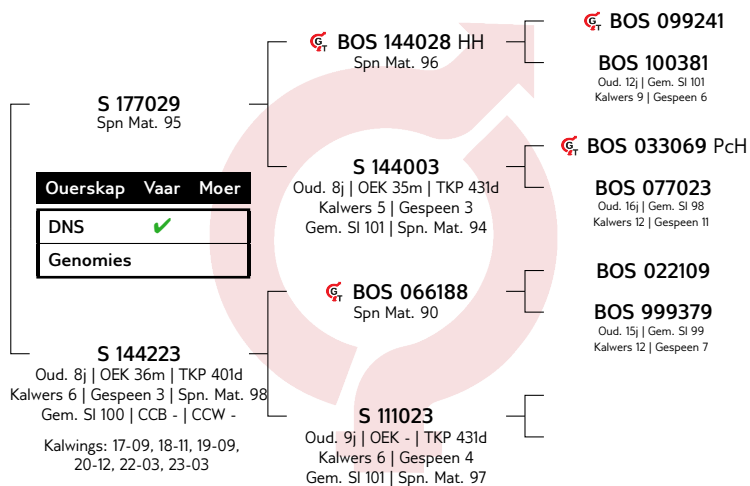 BOS 099241
BOS 144028 HH
Spn Mat. 96
BOS 100381
Oud. 12j | Gem. SI 101
Kalwers 9 | Gespeen 6
S 177029
Spn Mat. 95
BOS 033069 PcH
S 144003
Oud. 8j | OEK 35m | TKP 431d
Kalwers 5 | Gespeen 3
Gem. SI 101 | Spn. Mat. 94
BOS 077023
Oud. 16j | Gem. SI 98
Kalwers 12 | Gespeen 11
Ouerskap Vaar Moer
DNS ✔
Genomies
BOS 022109
BOS 066188
Spn Mat. 90
BOS 999379
Oud. 15j | Gem. SI 99
Kalwers 12 | Gespeen 7
S 144223
Oud. 8j | OEK 36m | TKP 401d
Kalwers 6 | Gespeen 3 | Spn. Mat. 98
Gem. SI 100 | CCB - | CCW -
Kalwings: 17-09, 18-11, 19-09,
20-12, 22-03, 23-03
S 111023
Oud. 9j | OEK - | TKP 431d
Kalwers 6 | Gespeen 4
Gem. SI 101 | Spn. Mat. 97